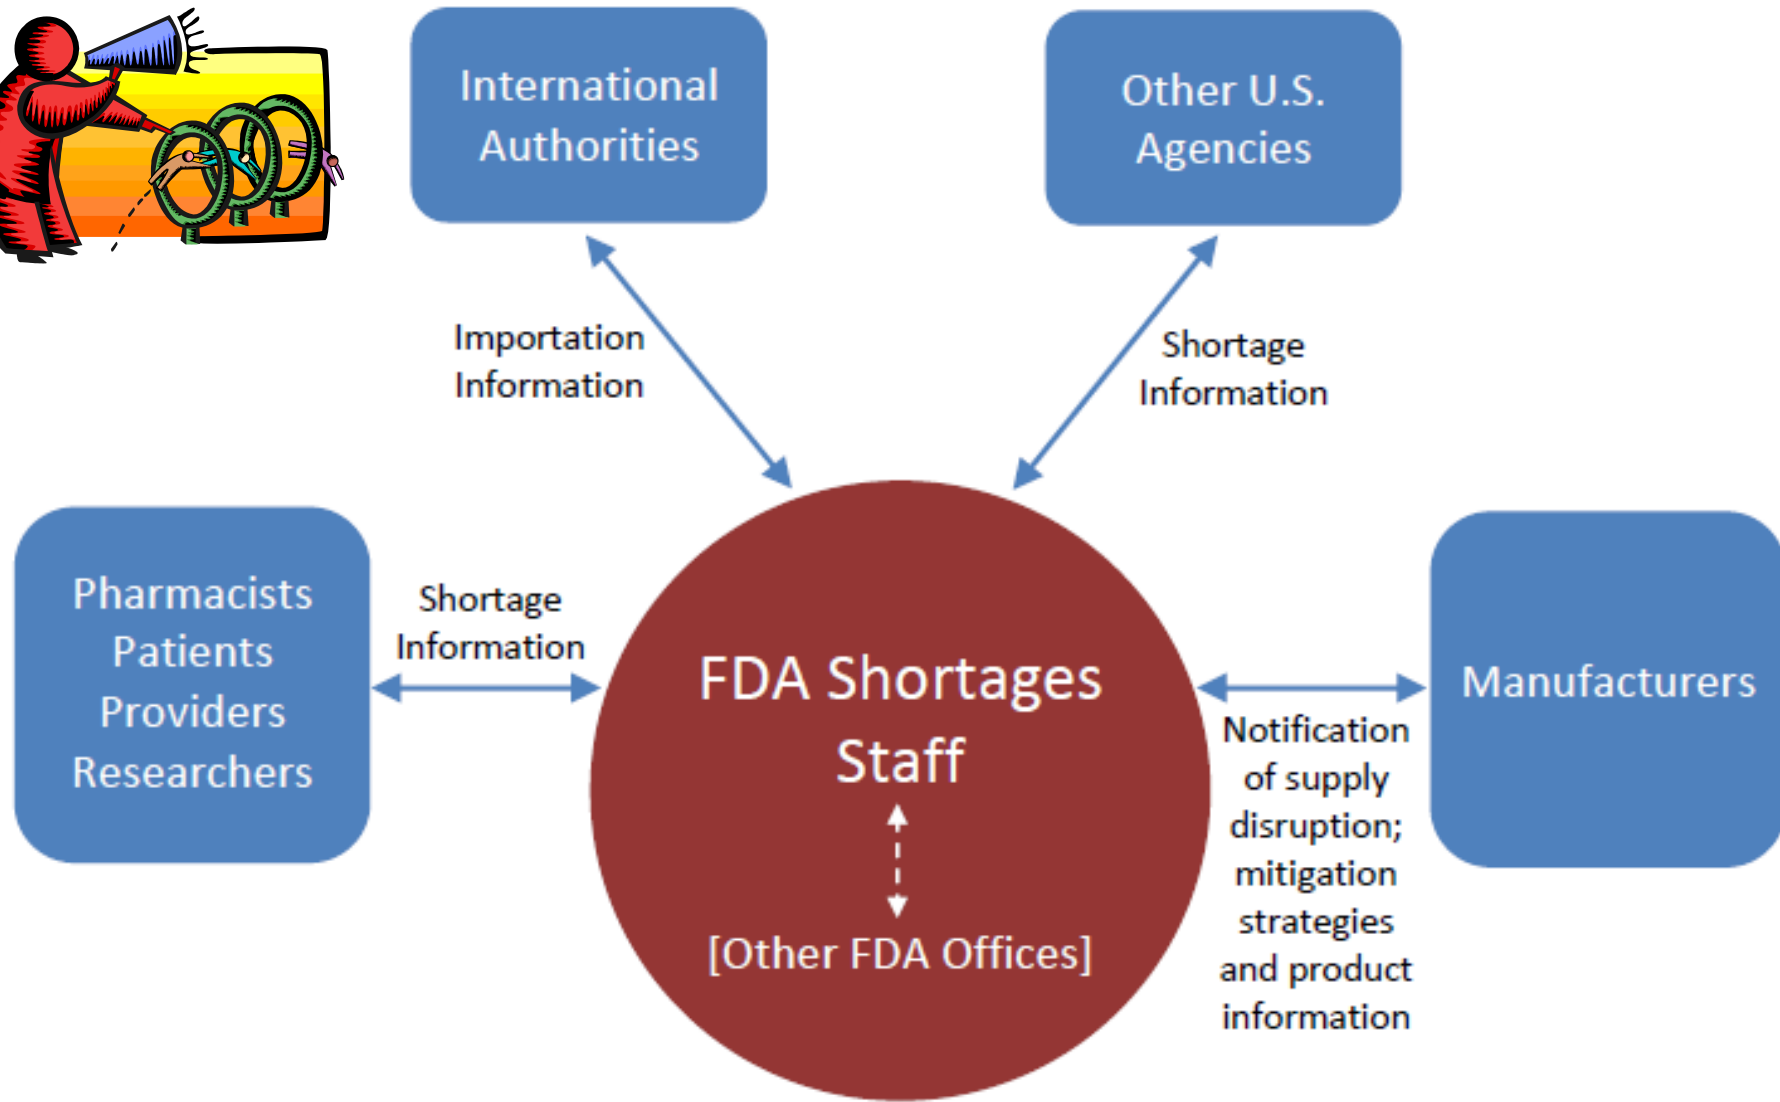 International
Authorities
Other U.S.
Agencies
Importation
Information
Shortage
Information
Pharmacists
Patients
Providers
Researchers
Shortage
Information
FDA Shortages
Staff
[Other FDA Offices]
Manufacturers
Notification
of supply
disruption;
mitigation
strategies
and product
information